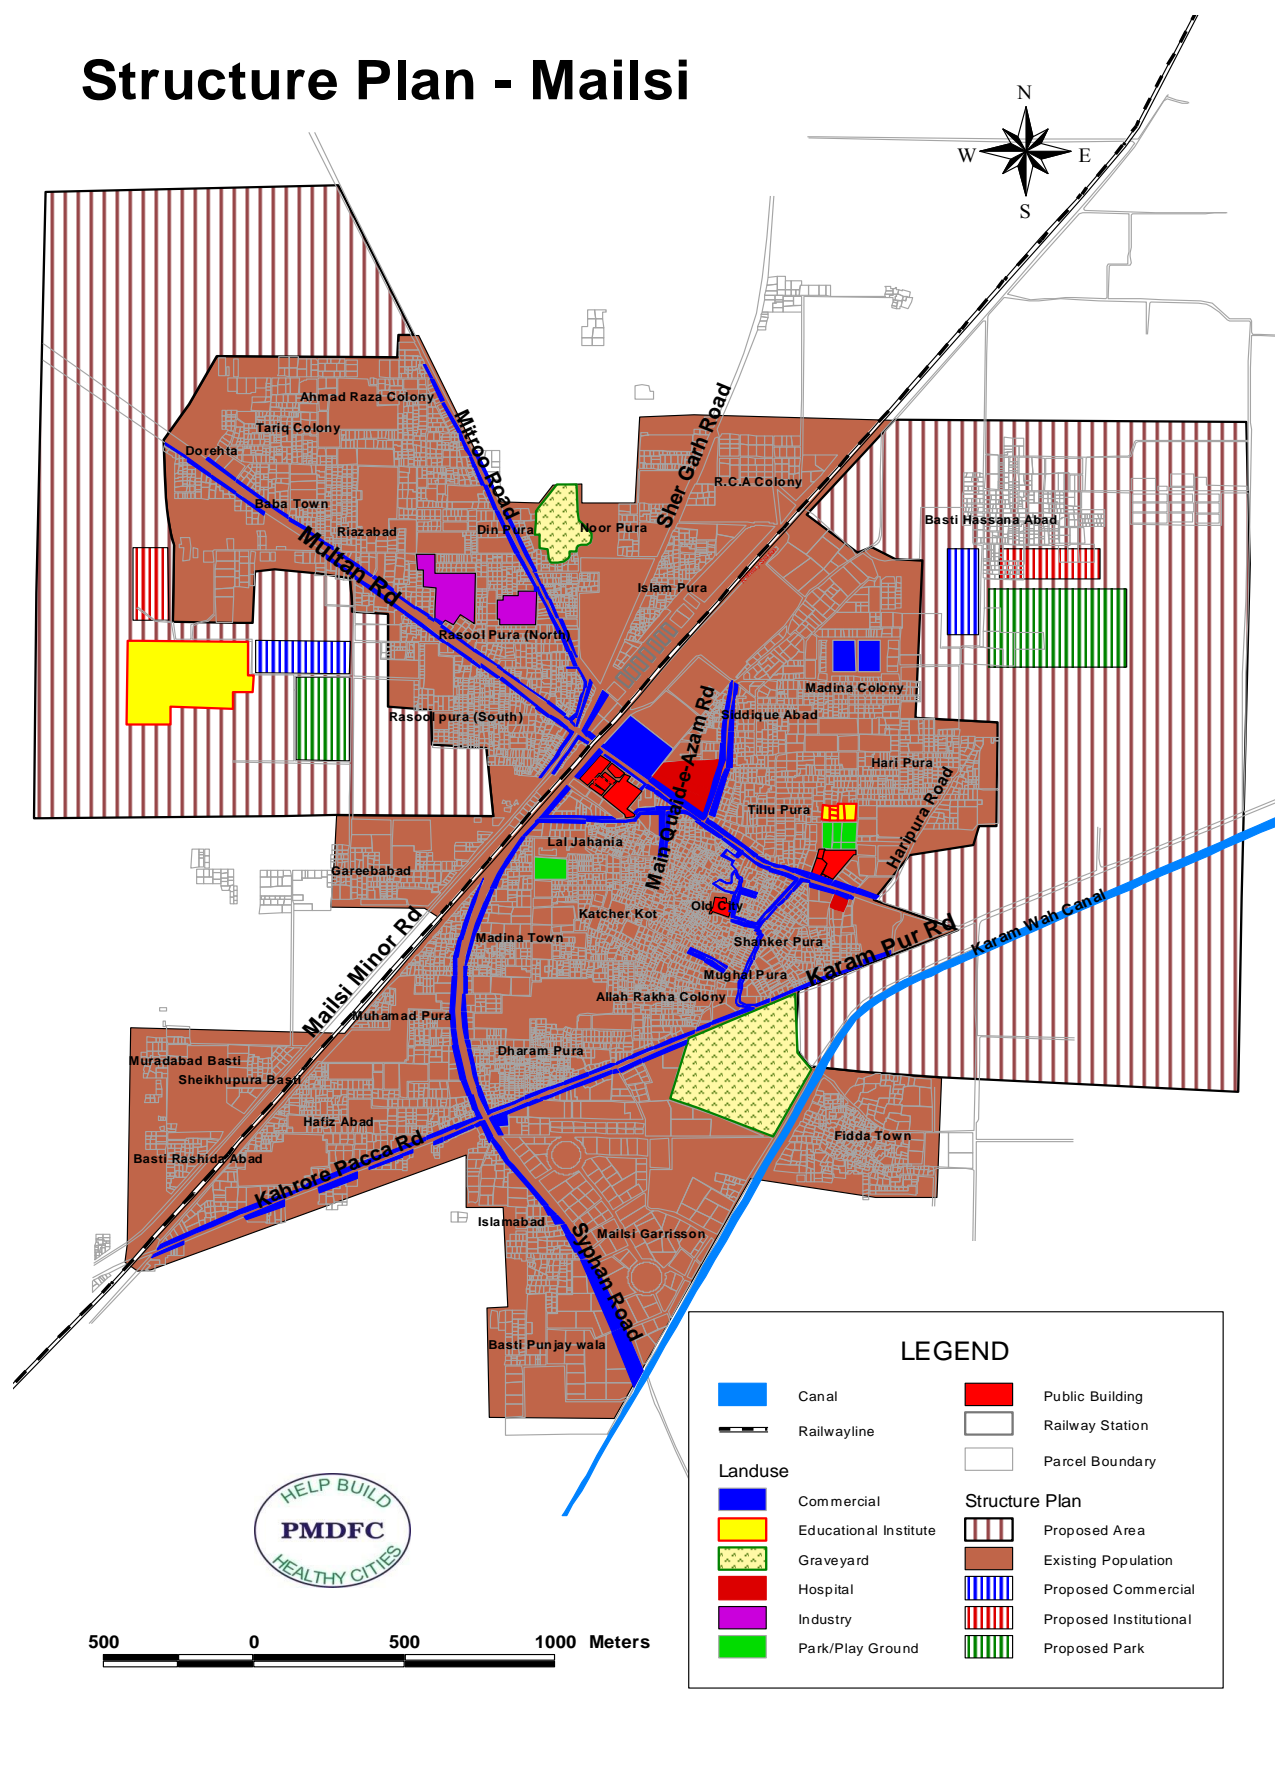 Structure Plan - Mailsi
N
W
E
S
Mitroo Road
Sher Garh Road
Ahmad Raza Colony
Tariq Colony
Dorehta
Baba Town
Riazabad
Din Pura
Noor Pura
R.C.A Colony
Basti Hassana Abad
Multan Rd
Islam Pura
Rasool Pura (North)
Madina Colony
Rasool pura (South)
Siddique Abad
Main Quaid-e-Azam Rd
Hari Pura
Tillu Pura
Haripura Road
Lal Jahania
Gareebabad
Katcher Kot
Old City
Mailsi Minor Rd
Madina Town
Shanker Pura
Karam Pur Rd
Karam Wah Canal
Mughal Pura
Allah Rakha Colony
Muhamad Pura
Dharam Pura
Muradabad Basti
Sheikhupura Basti
Hafiz Abad
Fidda Town
Basti Rashida Abad
Kahrore Pacca Rd
Islamabad
Mailsi Garrisson
Syphan Road
Basti Punjay wala
LEGEND
Canal
Railwayline
Landuse
Commercial
Educational Institute
Graveyard
Hospital
Industry
Park/Play Ground
Public Building
Railway Station
Parcel Boundary
Structure Plan
Proposed Area
Existing Population
Proposed Commercial
Proposed Institutional
Proposed Park
HELP BUILD
PMDFC
HEALTHY CITIES
500 0 500 1000 Meters